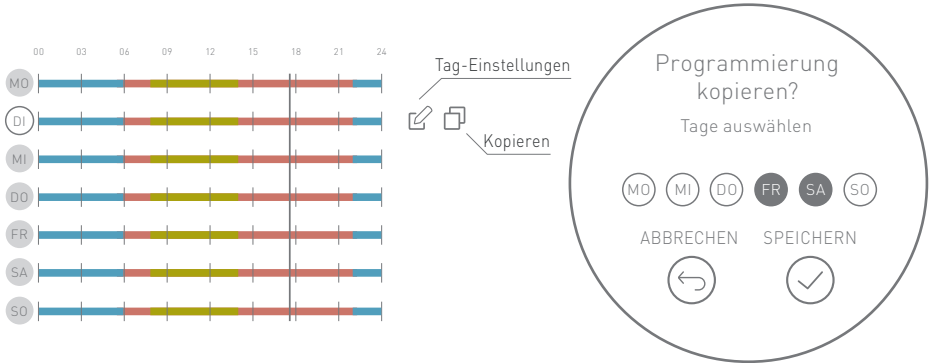 00 03 06 09 12 15 18 21 24
MO
DI
MI
DO
FR
SA
SO
Tag-Einstellungen
Kopieren
Programmierung
kopieren?
Tage auswählen
MO MI DO FR SA SO
ABBRECHEN SPEICHERN